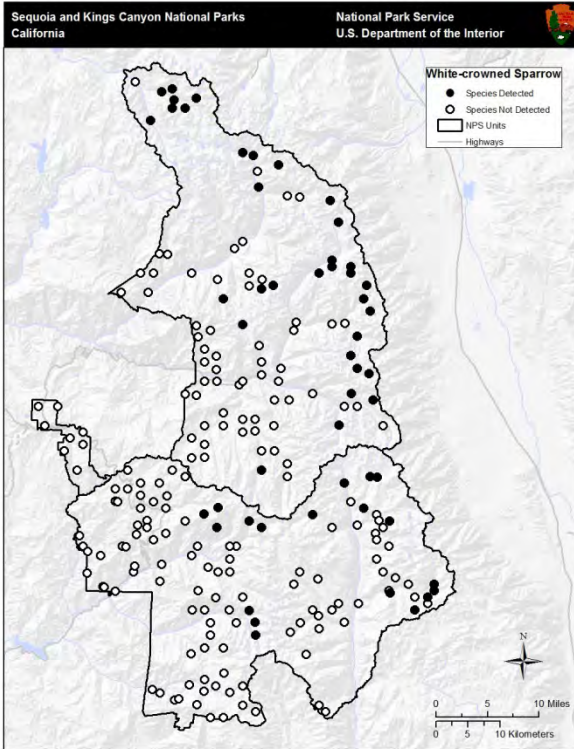 Sequoia and Kings Canyon National Parks
California
National Park Service
U.S. Department of the Interior
White-crowned Sparrow
Species Detected
Species Not Detected
NPS Units
Highways
N
0 5 10 Miles
0 5 10 Kilometers